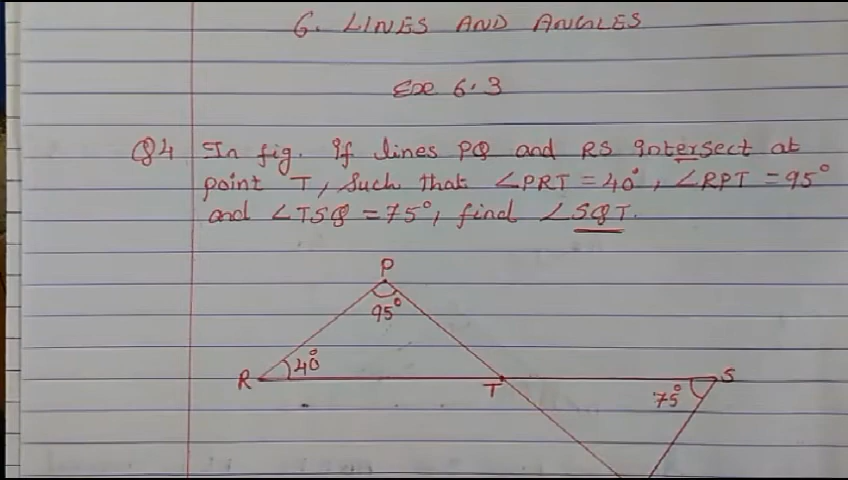 6. LINES AND ANGLES
EX 6.3
Q4 In fig. If lines PQ and RS intersect at
point T, such that ∠PRT = 40°, ∠RPT = 95°
and ∠TSQ = 75°, find ∠SQT.
P
95°
R 40° T 75° S